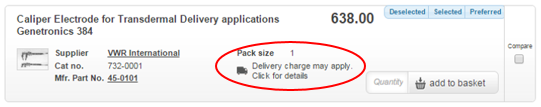 Caliper Electrode for Transdermal Delivery applications
Genetronics 384
638.00
Deselected Selected Preferred
Supplier VWR International
Cat no. 732-0001
Mfr. Part No. 45-0101
Pack size 1
Delivery charge may apply.
Click for details
Compare
Quantity add to basket